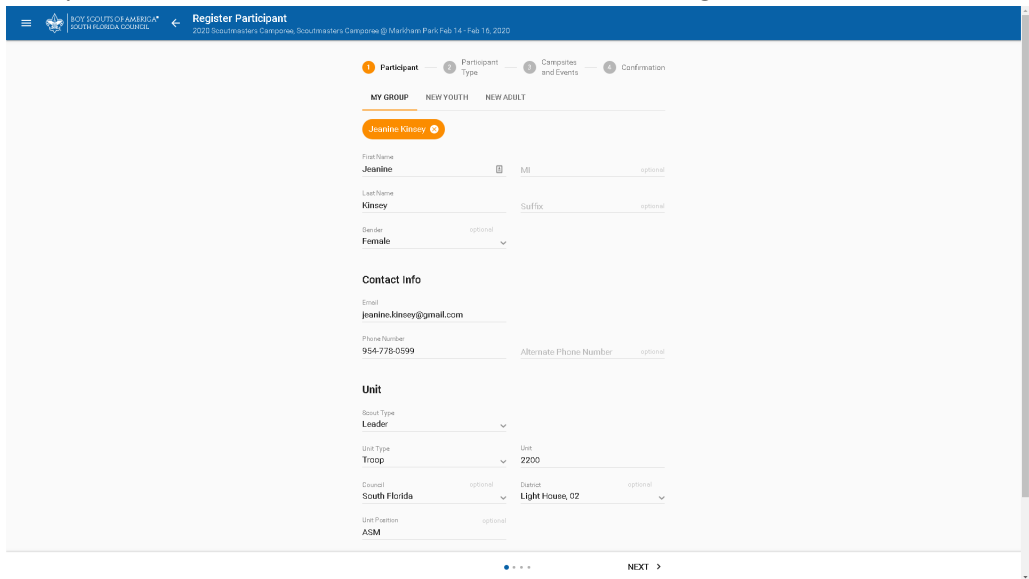 BOY SCOUTS OF AMERICA®
SOUTH FLORIDA COUNCIL
Register Participant
2020 Scoutmasters Camporee, Scoutmasters Camporee @ Markham Park Feb 14 - Feb 16, 2020
1 Participant
2 Participant Type
3 Campsites and Events
4 Confirmation
MY GROUP NEW YOUTH NEW ADULT
Jeanine Kinsey
First Name
Jeanine MI optional
Last Name
Kinsey Suffix optional
Gender optional
Female
Contact Info
Email
jeanine.kinsey@gmail.com
Phone Number
954-778-0599 Alternate Phone Number optional
Unit
Scout Type
Leader
Unit Type Unit
Troop 2200
Council optional District optional
South Florida Light House, 02
Unit Position optional
ASM
NEXT